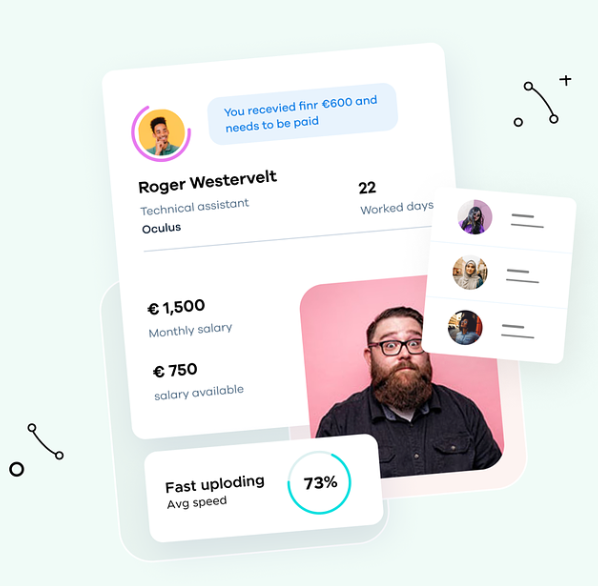 You recevied finr €600 and
needs to be paid
Roger Westervelt
Technical assistant
Oculus
22
Worked days
€ 1,500
Monthly salary
€ 750
salary available
Fast uploding
Avg speed
73%